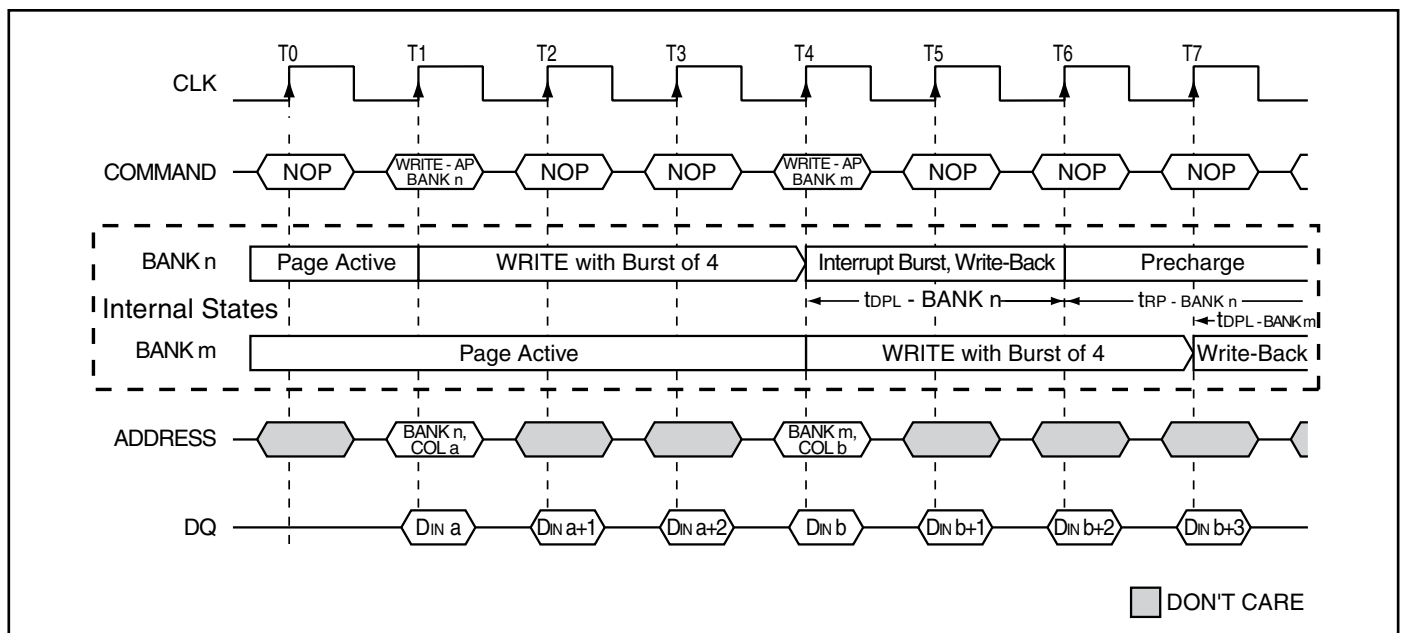 T0 T1 T2 T3 T4 T5 T6 T7
CLK
COMMAND NOP WRITE - AP BANK n NOP NOP WRITE - AP BANK m NOP NOP NOP
BANK n Page Active WRITE with Burst of 4 Interrupt Burst, Write-Back Precharge
tDPL - BANK n tRP - BANK n
Internal States
tDPL - BANK m
BANK m Page Active WRITE with Burst of 4 Write-Back
ADDRESS BANK n, COL a BANK m, COL b
DQ DIN a DIN a+1 DIN a+2 DIN b DIN b+1 DIN b+2 DIN b+3
DON'T CARE